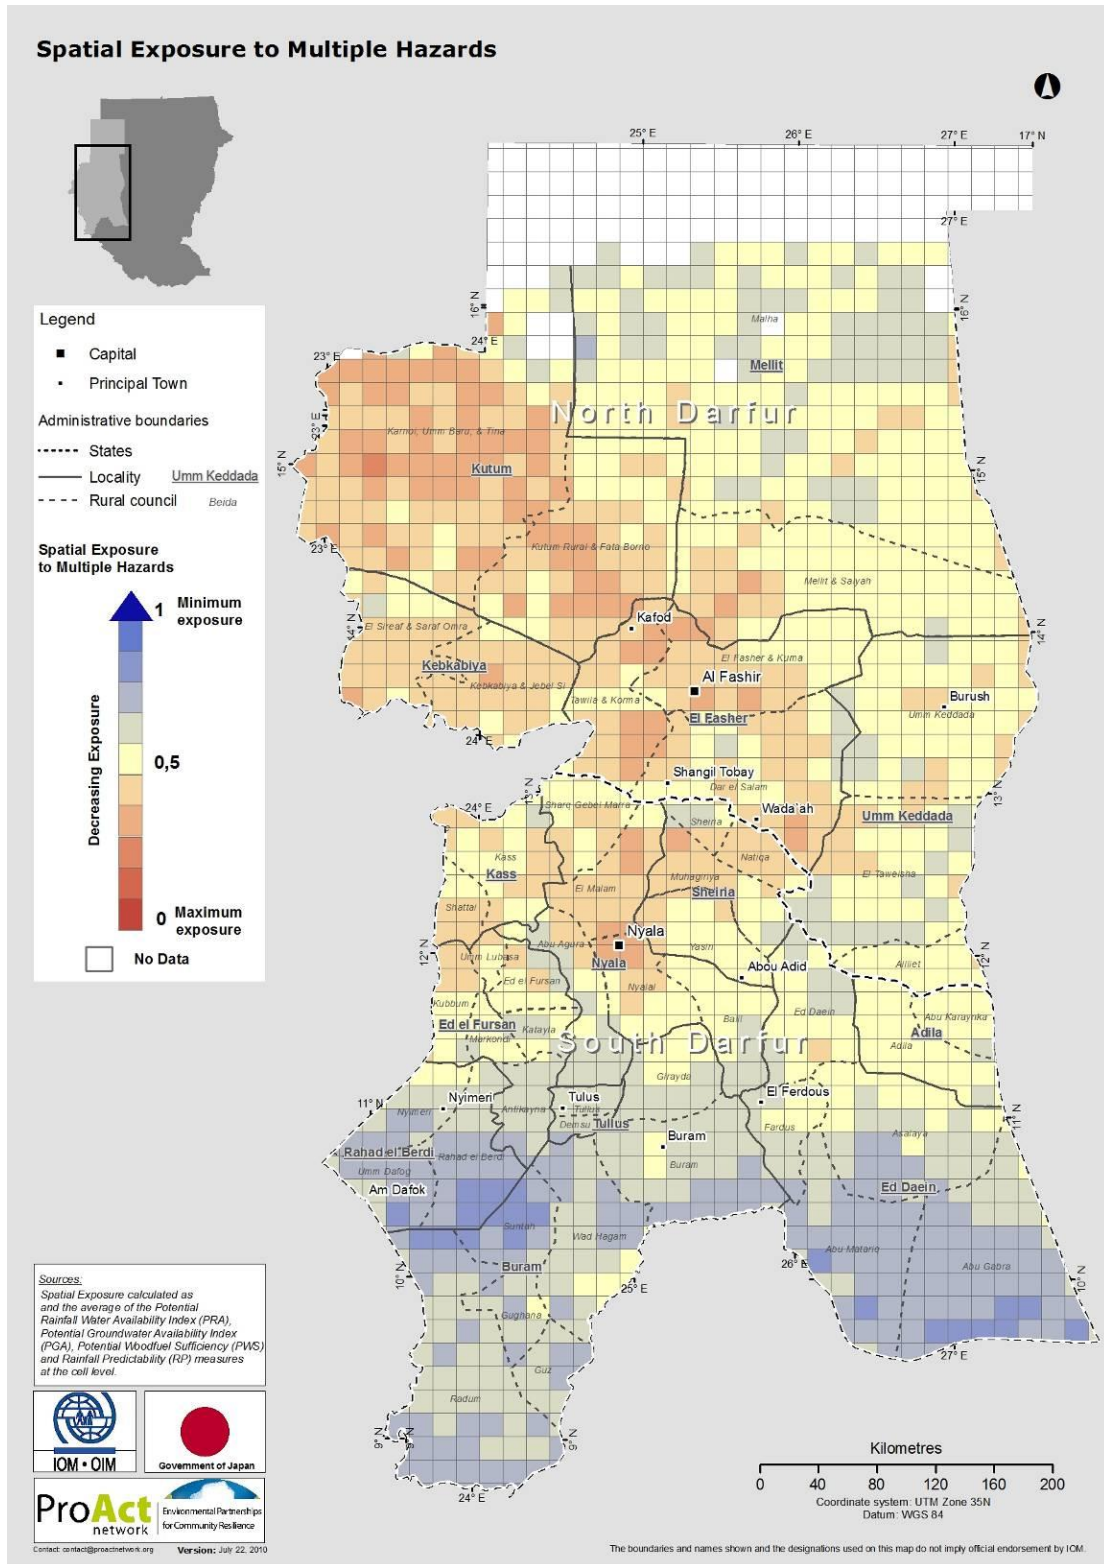 Spatial Exposure to Multiple Hazards
25° E
26° E
27° E
17° N
27° E
16° N
16° N
24° E
23° E
23° E
15° N
15° N
23° E
14° N
14° N
24° E
13° N
13° N
24° E
12° N
12° N
11° N
11° N
10° N
10° N
25° E
26° E
27° E
9° N
9° N
9° N
24° E
Malha
Mellit
North Darfur
Karnoi, Umm Baru, & Tina
Kutum
Kutum Rural & Fata Borno
Mellit & Saiyah
Kafod
El Sireaf & Saraf Omra
El Fasher & Kuma
Kebkabiya
Al Fashir
Kebkabiya & Jebel Si
Tawila & Korma
Burush
El Easher
Umm Keddada
Shangil Tobay
Dar el Salam
Sharq Gebel Marra
Wada'ah
Umm Keddada
Sheiria
Kass
Natiqa
Kass
Muhagiriya
El Taweisha
El Malam
Sheiria
Shattai
Nyala
Abu Agura
Yasin
Umm Lubasa
Nyala
Abou Adid
Ailliet
Ed el Fursan
Nyalal
Kubbum
Ed Daein
Abu Karaynka
Ed el Fursan
Katayla
Balil
Adila
Markondi
South Darfur
Adila
Girayda
Nyimeri
Tulus
El Ferdous
Nyimeri
Antikayna
Tullus
Demsu
Tullus
Fardus
Asalaya
Buram
Rahad el Berdi
Rahad el Berdi
Buram
Umm Dafog
Am Dafok
Ed Daein
Suntah
Wad Hagam
Abu Matariq
Buram
Abu Gabra
Gughana
Guz
Radum
Legend
Capital
Principal Town
Administrative boundaries
States
Locality Umm Keddada
Rural council Beida
Spatial Exposure
to Multiple Hazards
1 Minimum
exposure
Decreasing Exposure
0,5
0 Maximum
exposure
No Data
Sources:
Spatial Exposure calculated as
and the average of the Potential
Rainfall Water Availability Index (PRA),
Potential Groundwater Availability Index
(PGA), Potential Woodfuel Sufficiency (PWS)
and Rainfall Predictability (RP) measures
at the cell level.
IOM • OIM
Government of Japan
ProAct
network
Environmental Partnerships
for Community Resilience
Contact: contact@proactnetwork.org Version: July 22, 2010
Kilometres
0 40 80 120 160 200
Coordinate system: UTM Zone 35N
Datum: WGS 84
The boundaries and names shown and the designations used on this map do not imply official endorsement by IOM.